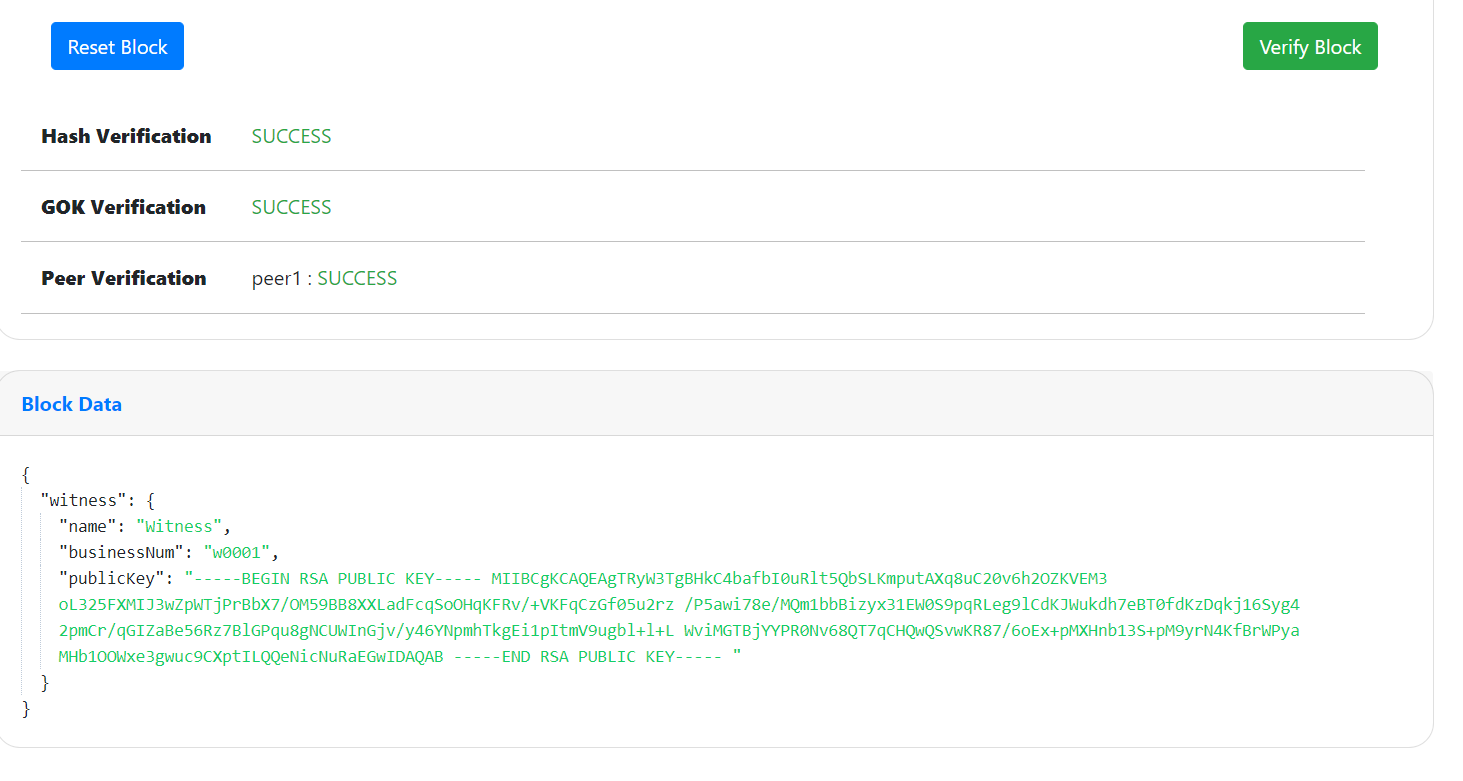 Reset Block Verify Block
Hash Verification SUCCESS
GOK Verification SUCCESS
Peer Verification peer1 : SUCCESS
Block Data
{
"witness": {
"name": "Witness",
"businessNum": "w0001",
"publicKey": "-----BEGIN RSA PUBLIC KEY----- MIIBCgKCAQEAgTRyW3TgBHkC4bafbI0uRlt5QbSLKmputAXq8uC20v6h2OZKVEM3
oL325FXMIJ3wZpWTjPrBbX7/OM59BB8XXLadFcqSoOHqKFRv/+VKFqCzGf05u2rz /P5awi78e/MQm1bbBizyx31EW0S9pqRLeg9lCdKJWukdh7eBT0fdKzDqkj16Syg4
2pmCr/qGIZaBe56Rz7BlGPqu8gNCUWInGjv/y46YNpmhTkgEi1pItmV9ugbl+l+L WviMGTBjYYPR0Nv68QT7qCHQwQSvwKR87/6oEx+pMXHnb13S+pM9yrN4KfBrWPya
MHb1OOWxe3gwuc9CXptILQQeNicNuRaEGwIDAQAB -----END RSA PUBLIC KEY----- "
}
}